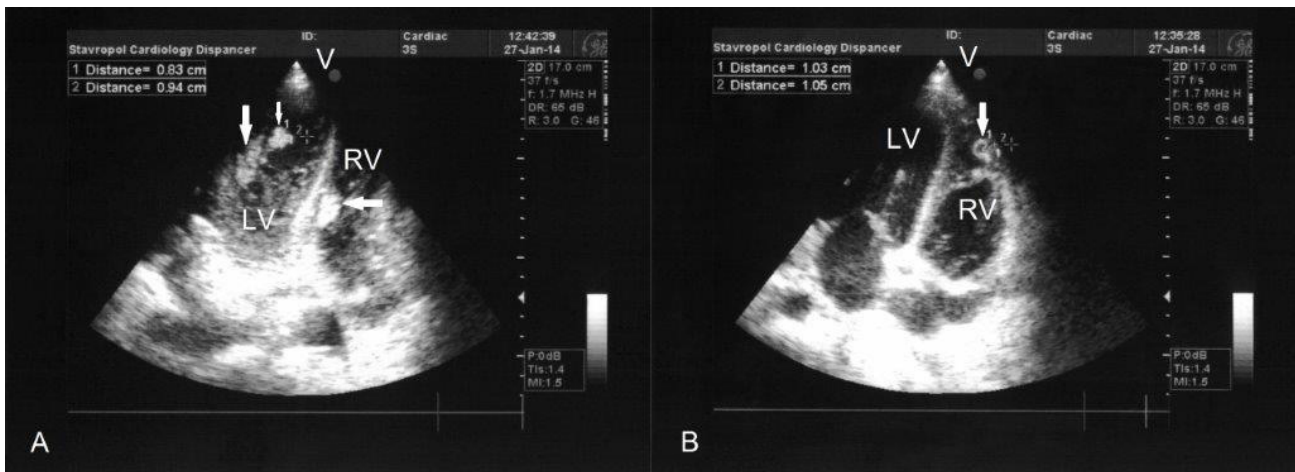 ID:
Cardiac
12:42:39
Stavropol Cardiology Dispancer
3S
27-Jan-14
V
1 Distance= 0.83 cm
2 Distance= 0.94 cm
2D 17.0 cm
37 f/s
f: 1.7 MHz H
DR: 65 dB
R: 3.0 G: 46
1
2
RV
LV
P:0dB
TIs:1.4
MI:1.5
A
ID:
Cardiac
12:35:28
Stavropol Cardiology Dispancer
3S
27-Jan-14
V
1 Distance= 1.03 cm
2 Distance= 1.05 cm
2D 17.0 cm
37 f/s
f: 1.7 MHz H
DR: 65 dB
R: 3.0 G: 46
2
LV
RV
P:0dB
TIs:1.4
MI:1.5
B